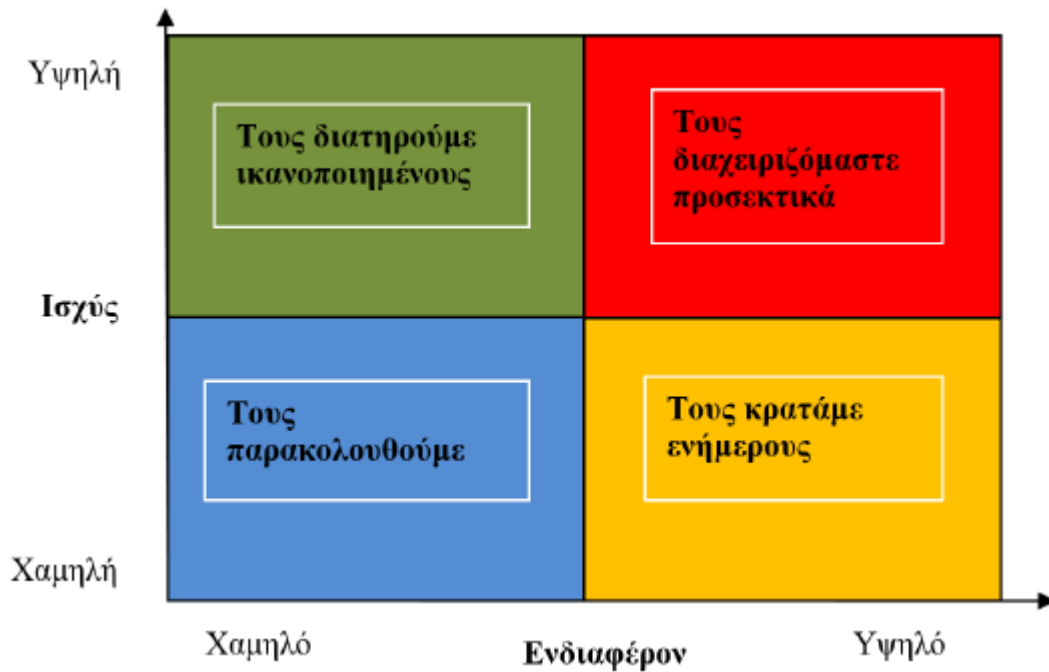 Υψηλή
Τους διατηρούμε
ικανοποιημένους
Τους
διαχειριζόμαστε
προσεκτικά
Ισχύς
Τους
παρακολουθούμε
Τους κρατάμε
ενήμερους
Χαμηλή
Χαμηλό
Ενδιαφέρον
Υψηλό